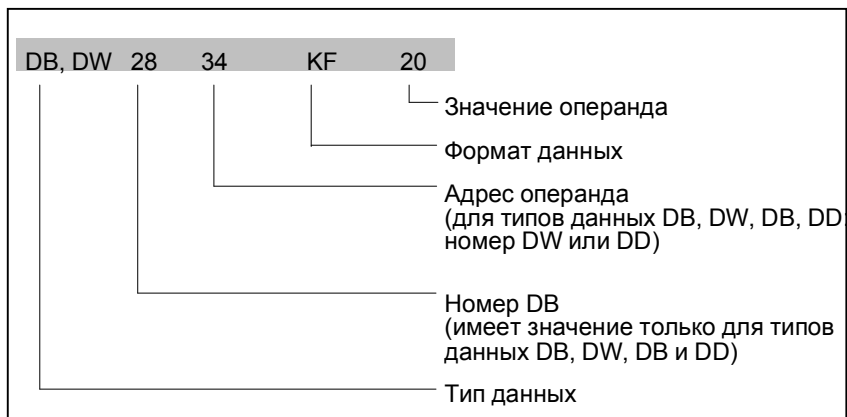 DB, DW 28 34 KF 20
Значение операнда
Формат данных
Адрес операнда
(для типов данных DB, DW, DB, DD:
номер DW или DD)
Номер DB
(имеет значение только для типов
данных DB, DW, DB и DD)
Тип данных